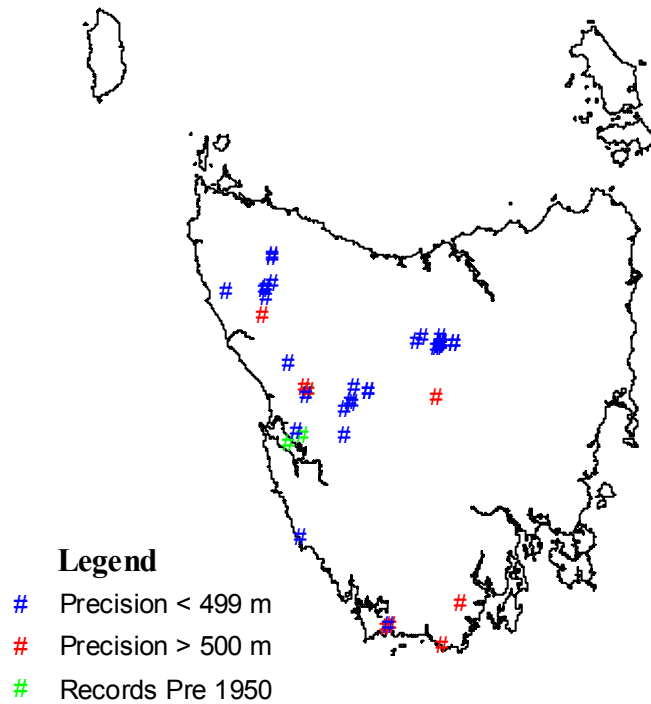 Legend
# Precision < 499 m
# Precision > 500 m
# Records Pre 1950